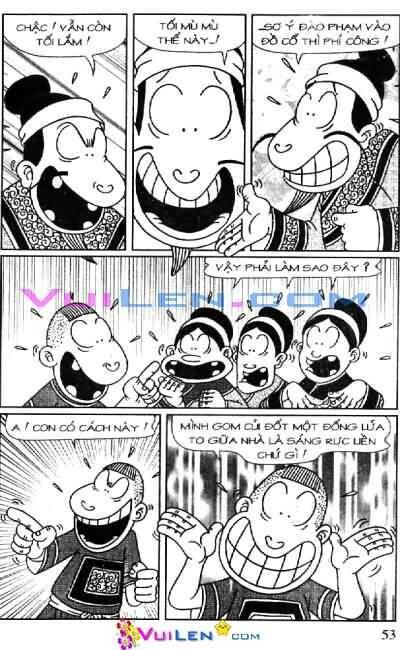 CHẬC ! VẪN CÒN
TỐI LẮM !
TỐI MÙ MÙ
THẾ NÀY...
...SƠ Ý ĐÀO PHẠM VÀO
ĐỒ CỔ THÌ PHÍ CÔNG !
VẬY PHẢI LÀM SAO ĐÂY ?
VUILEN.COM
A ! CON CÓ CÁCH NÀY !
MÌNH GOM CỦI ĐỐT MỘT ĐỐNG LỬA
TO GIỮA NHÀ LÀ SÁNG RỰC LIỀN
CHỨ GÌ !
53
VUILEN.COM